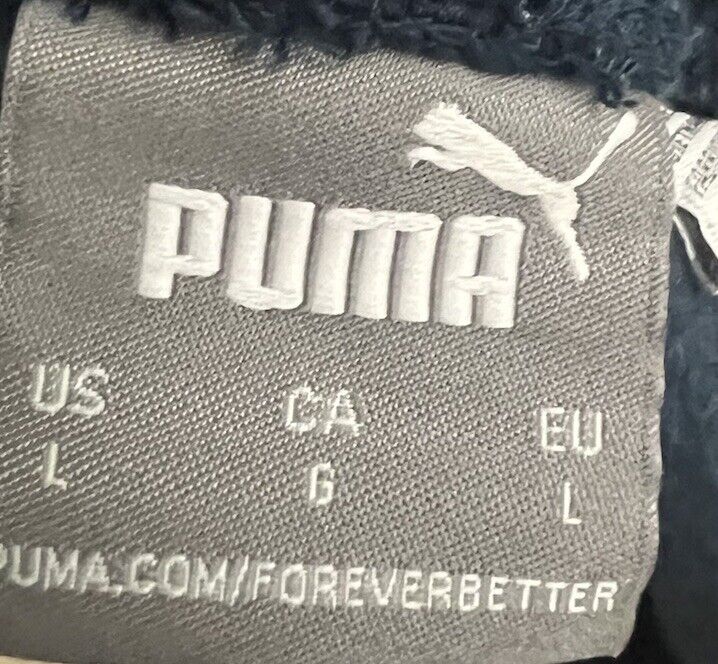 PUMA
US CA EU
L G L
PUMA.COM/FOREVERBETTER